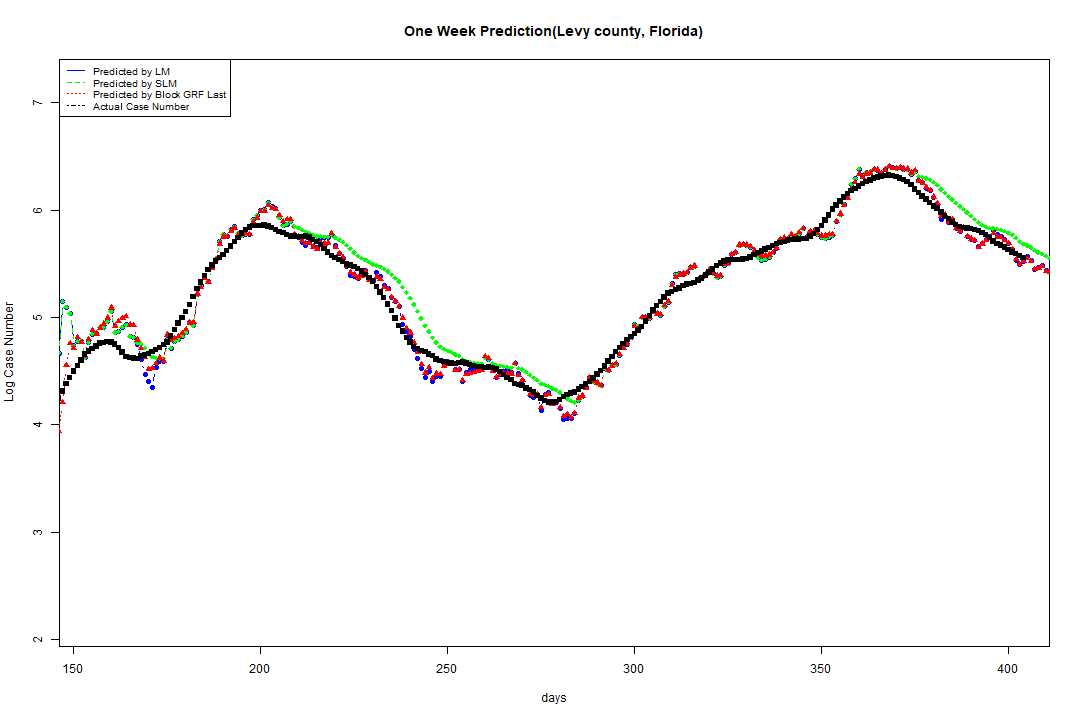 One Week Prediction(Levy county, Florida)
Predicted by LM
Predicted by SLM
Predicted by Block GRF Last
Actual Case Number
Log Case Number
7
6
5
4
3
2
150 200 250 300 350 400
days